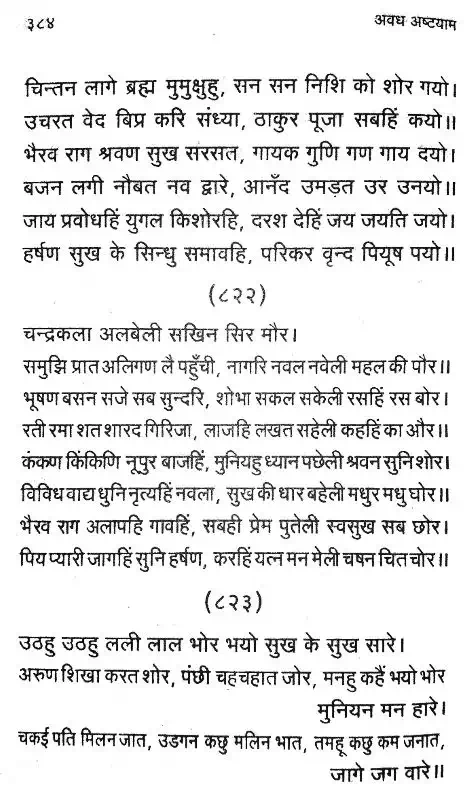 ३८४ अवध अष्टयाम
चिन्तन लागे ब्रह्म मुमुक्षुहु, सन सन निशि को शोर गयो।
उचरत वेद बिप्र करि संध्या, ठाकुर पूजा सबहिं कयो॥
भैरव राग श्रवण सुख सरसत, गायक गुणि गण गाय दयो।
बजन लगी नौबत नव द्वारे, आनँद उमड़त उर उनयो॥
जाय प्रवोधहिं युगल किशोरहि, दरश देहिं जय जयति जयो।
हर्षण सुख के सिन्धु समावहि, परिकर वृन्द पियूष पयो॥
(८२२)
चन्द्रकला अलबेली सखिन सिर मौर।
समुझि प्रात अलिगण लै पहुँची, नागरि नवल नवेली महल की पौर॥
भूषण बसन सजे सब सुन्दरि, शोभा सकल सकेली रसहिं रस बोर।
रती रमा शत शारद गिरिजा, लाजहि लखत सहेली कहहिं का और॥
कंकण किंकिणि नूपुर बाजहिं, मुनियहु ध्यान पछेली श्रवन सुनि शोर।
विविध वाद्य धुनि नृत्यहिं नवला, सुख की धार बहेली मधुर मधु घोर॥
भैरव राग अलापहि गावहिं, सबही प्रेम पुतेली स्वसुख सब छोर।
पिय प्यारी जागहिं सुनि हर्षण, करहिं यत्न मन मेली चषन चित चोर॥
(८२३)
उठहु उठहु लली लाल भोर भयो सुख के सुख सारे।
अरुण शिखा करत शोर, पंछी चहचहात जोर, मनहु कहैं भयो भोर
मुनियन मन हारे।
चकई पति मिलन जात, उडगन कछु मलिन भात, तमहू कछु कम जनात,
जागे जग वारे॥